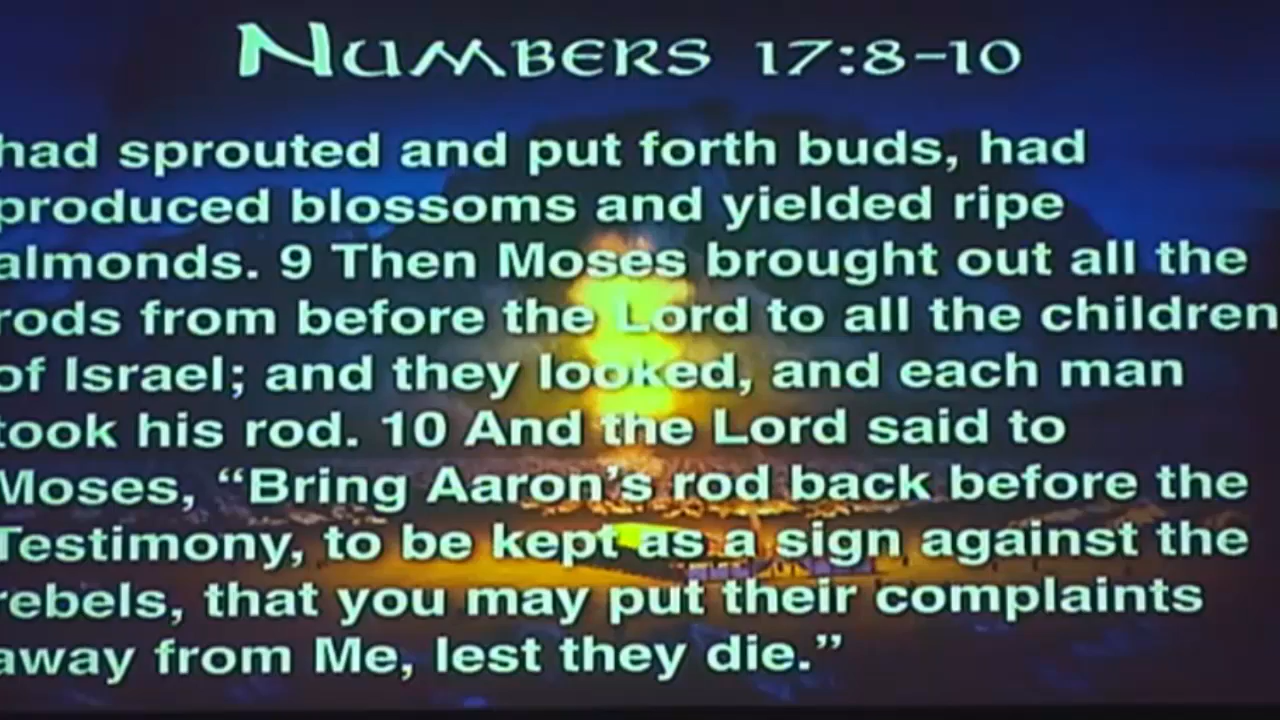 Numbers 17:8-10
had sprouted and put forth buds, had
produced blossoms and yielded ripe
almonds. 9 Then Moses brought out all the
rods from before the Lord to all the children
of Israel; and they looked, and each man
took his rod. 10 And the Lord said to
Moses, “Bring Aaron’s rod back before the
Testimony, to be kept as a sign against the
rebels, that you may put their complaints
away from Me, lest they die.”